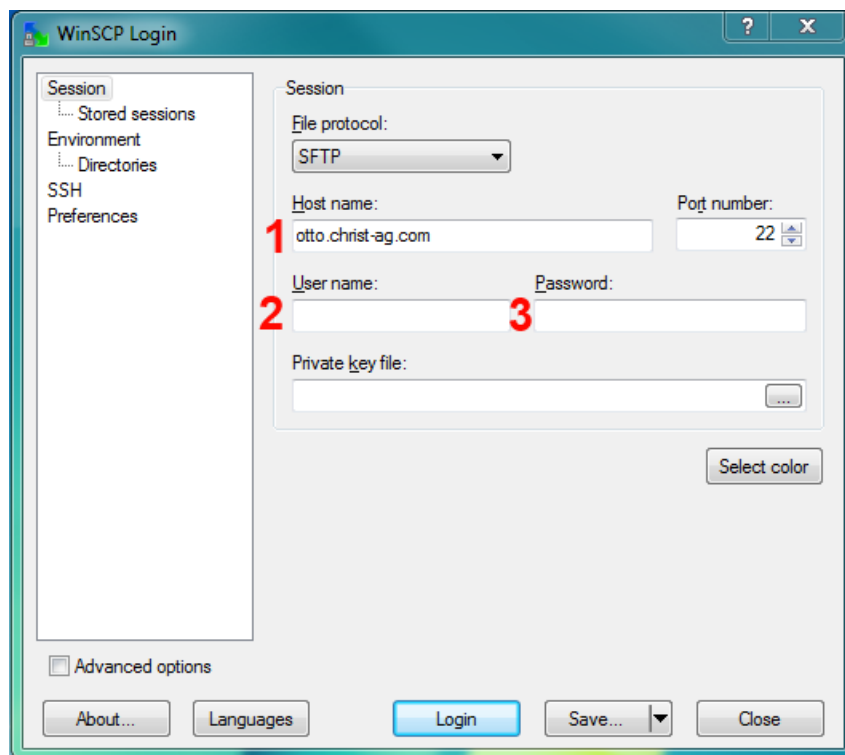 WinSCP Login
? X
Session
Stored sessions
Environment
Directories
SSH
Preferences
Session
File protocol:
SFTP
Host name:
Port number:
1 otto.christ-ag.com
22
User name:
Password:
2
3
Private key file:
...
Select color
Advanced options
About...
Languages
Login
Save...
Close